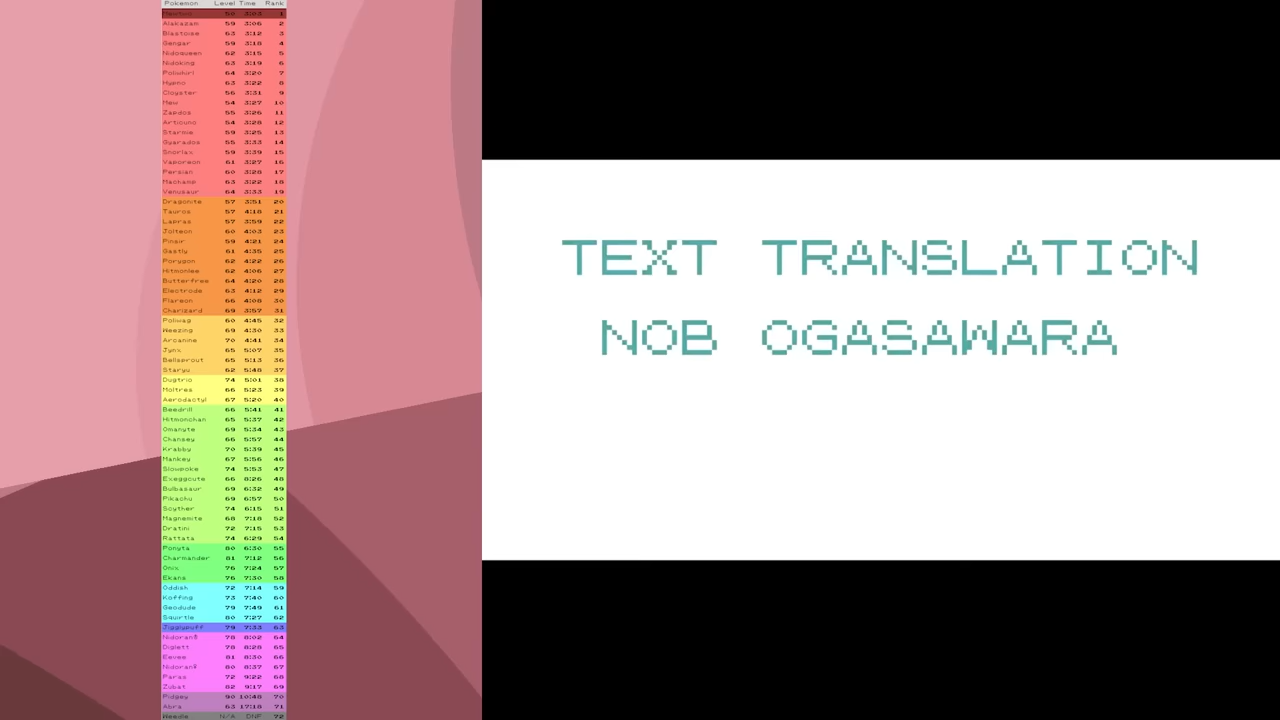 Pokemon Level Time Rank
Mewtwo 50 3:03 1
Alakazam 59 3:06 2
Blastoise 63 3:12 3
Gengar 59 3:18 4
Nidoqueen 62 3:15 5
Nidoking 63 3:19 6
Poliwhirl 64 3:20 7
Hypno 63 3:22 8
Cloyster 56 3:31 9
Mew 54 3:27 10
Zapdos 55 3:26 11
Articuno 54 3:28 12
Starmie 59 3:25 13
Gyarados 55 3:33 14
Snorlax 59 3:39 15
Vaporeon 61 3:27 16
Persian 60 3:28 17
Machamp 63 3:22 18
Venusaur 64 3:33 19
Dragonite 57 3:51 20
Tauros 57 4:18 21
Lapras 57 3:59 22
Jolteon 60 4:03 23
Pinsir 59 4:21 24
Gastly 61 4:35 25
Porygon 62 4:22 26
Hitmonlee 62 4:06 27
Butterfree 64 4:20 28
Electrode 63 4:12 29
Flareon 66 4:08 30
Charizard 69 3:57 31
Poliwag 60 4:45 32
Weezing 69 4:30 33
Arcanine 70 4:41 34
Jynx 65 5:07 35
Bellsprout 65 5:13 36
Staryu 62 5:48 37
Dugtrio 74 5:01 38
Moltres 66 5:23 39
Aerodactyl 67 5:20 40
Beedrill 66 5:41 41
Hitmonchan 65 5:37 42
Omanyte 69 5:34 43
Chansey 66 5:57 44
Krabby 70 5:39 45
Mankey 67 5:56 46
Slowpoke 74 5:53 47
Exeggcute 66 8:26 48
Bulbasaur 69 6:32 49
Pikachu 69 6:57 50
Scyther 74 6:15 51
Magnemite 68 7:18 52
Dratini 72 7:15 53
Rattata 74 6:29 54
Ponyta 80 6:30 55
Charmander 81 7:12 56
Onix 76 7:24 57
Ekans 76 7:30 58
Oddish 72 7:14 59
Koffing 73 7:40 60
Geodude 79 7:49 61
Squirtle 80 7:27 62
Jigglypuff 79 7:33 63
Nidoran♂ 78 8:02 64
Diglett 78 8:28 65
Eevee 81 8:30 66
Nidoran♀ 80 8:37 67
Paras 72 9:22 68
Zubat 82 9:17 69
Pidgey 90 10:48 70
Abra 63 17:18 71
Weedle N/A DNF 72
TEXT TRANSLATION
NOB OGASAWARA